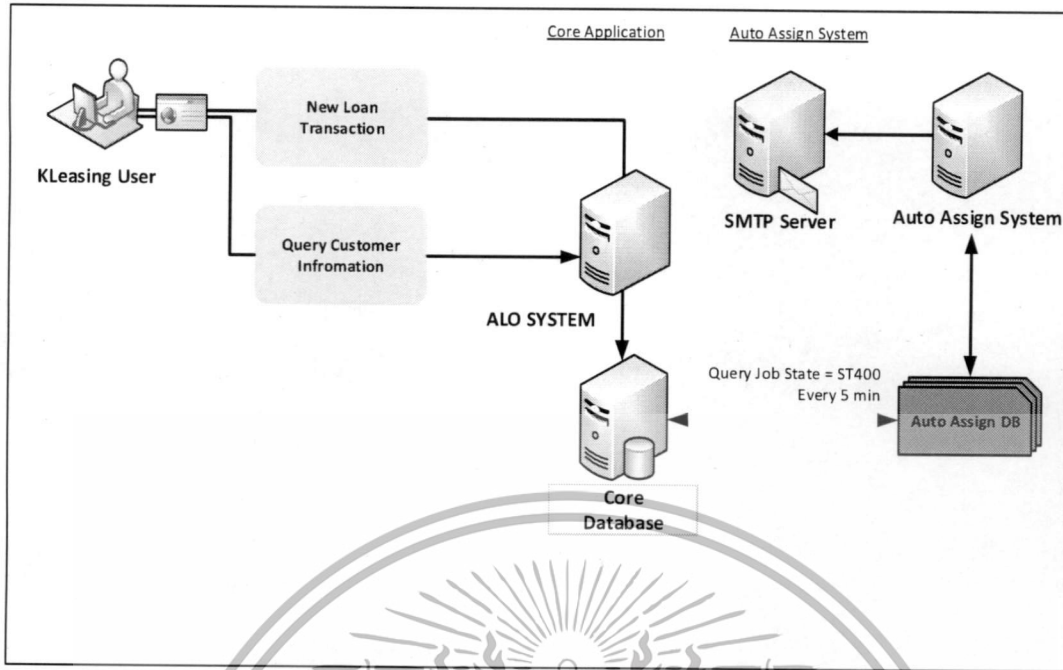 Core Application
Auto Assign System
New Loan
Transaction
KLeasing User
SMTP Server
Auto Assign System
Query Customer
Infromation
ALO SYSTEM
Query Job State = ST400
Every 5 min
Auto Assign DB
Core
Database